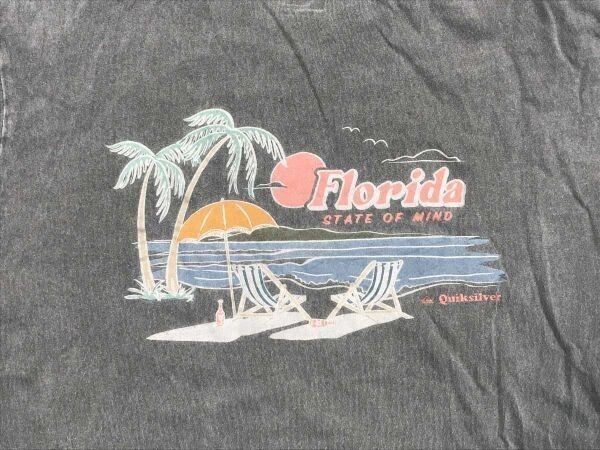 Florida
STATE OF MIND
Quiksilver